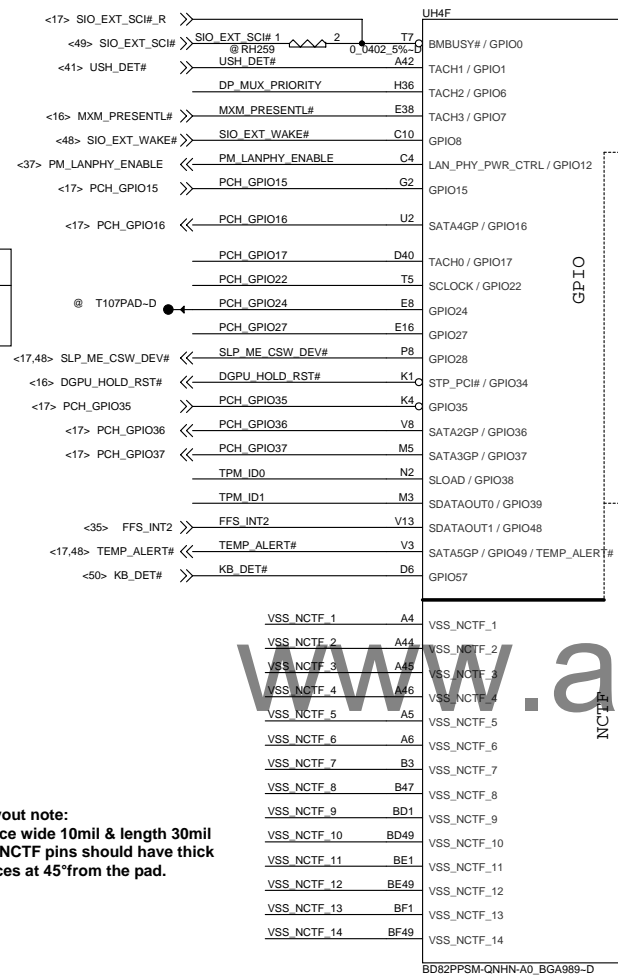 UH4F
<17> SIO_EXT_SCI#_R
<49> SIO_EXT_SCI# SIO_EXT_SCI# 1 2 T7 BMBUSY# / GPIO0
@RH259 0_0402_5%~D
<41> USH_DET# USH_DET# A42 TACH1 / GPIO1
DP_MUX_PRIORITY H36 TACH2 / GPIO6
<16> MXM_PRESENTL# MXM_PRESENTL# E38 TACH3 / GPIO7
<48> SIO_EXT_WAKE# SIO_EXT_WAKE# C10 GPIO8
<37> PM_LANPHY_ENABLE PM_LANPHY_ENABLE C4 LAN_PHY_PWR_CTRL / GPIO12
<17> PCH_GPIO15 PCH_GPIO15 G2 GPIO15
<17> PCH_GPIO16 PCH_GPIO16 U2 SATA4GP / GPIO16
PCH_GPIO17 D40 TACH0 / GPIO17
PCH_GPIO22 T5 SCLOCK / GPIO22
@ T107PAD~D PCH_GPIO24 E8 GPIO24
PCH_GPIO27 E16 GPIO27
<17,48> SLP_ME_CSW_DEV# SLP_ME_CSW_DEV# P8 GPIO28
<16> DGPU_HOLD_RST# DGPU_HOLD_RST# K1 STP_PCI# / GPIO34
<17> PCH_GPIO35 PCH_GPIO35 K4 GPIO35
<17> PCH_GPIO36 PCH_GPIO36 V8 SATA2GP / GPIO36
<17> PCH_GPIO37 PCH_GPIO37 M5 SATA3GP / GPIO37
TPM_ID0 N2 SLOAD / GPIO38
TPM_ID1 M3 SDATAOUT0 / GPIO39
<35> FFS_INT2 FFS_INT2 V13 SDATAOUT1 / GPIO48
<17,48> TEMP_ALERT# TEMP_ALERT# V3 SATA5GP / GPIO49 / TEMP_ALERT#
<50> KB_DET# KB_DET# D6 GPIO57
GPIO
VSS_NCTF_1 A4 VSS_NCTF_1
VSS_NCTF_2 A44 VSS_NCTF_2
VSS_NCTF_3 A45 VSS_NCTF_3
VSS_NCTF_4 A46 VSS_NCTF_4
VSS_NCTF_5 A5 VSS_NCTF_5
VSS_NCTF_6 A6 VSS_NCTF_6
VSS_NCTF_7 B3 VSS_NCTF_7
VSS_NCTF_8 B47 VSS_NCTF_8
VSS_NCTF_9 BD1 VSS_NCTF_9
VSS_NCTF_10 BD49 VSS_NCTF_10
VSS_NCTF_11 BE1 VSS_NCTF_11
VSS_NCTF_12 BE49 VSS_NCTF_12
VSS_NCTF_13 BF1 VSS_NCTF_13
VSS_NCTF_14 BF49 VSS_NCTF_14
NCTF
www.a
yout note:
ce wide 10mil & length 30mil
NCTF pins should have thick
ces at 45°from the pad.
BD82PPSM-QNHN-A0_BGA989~D